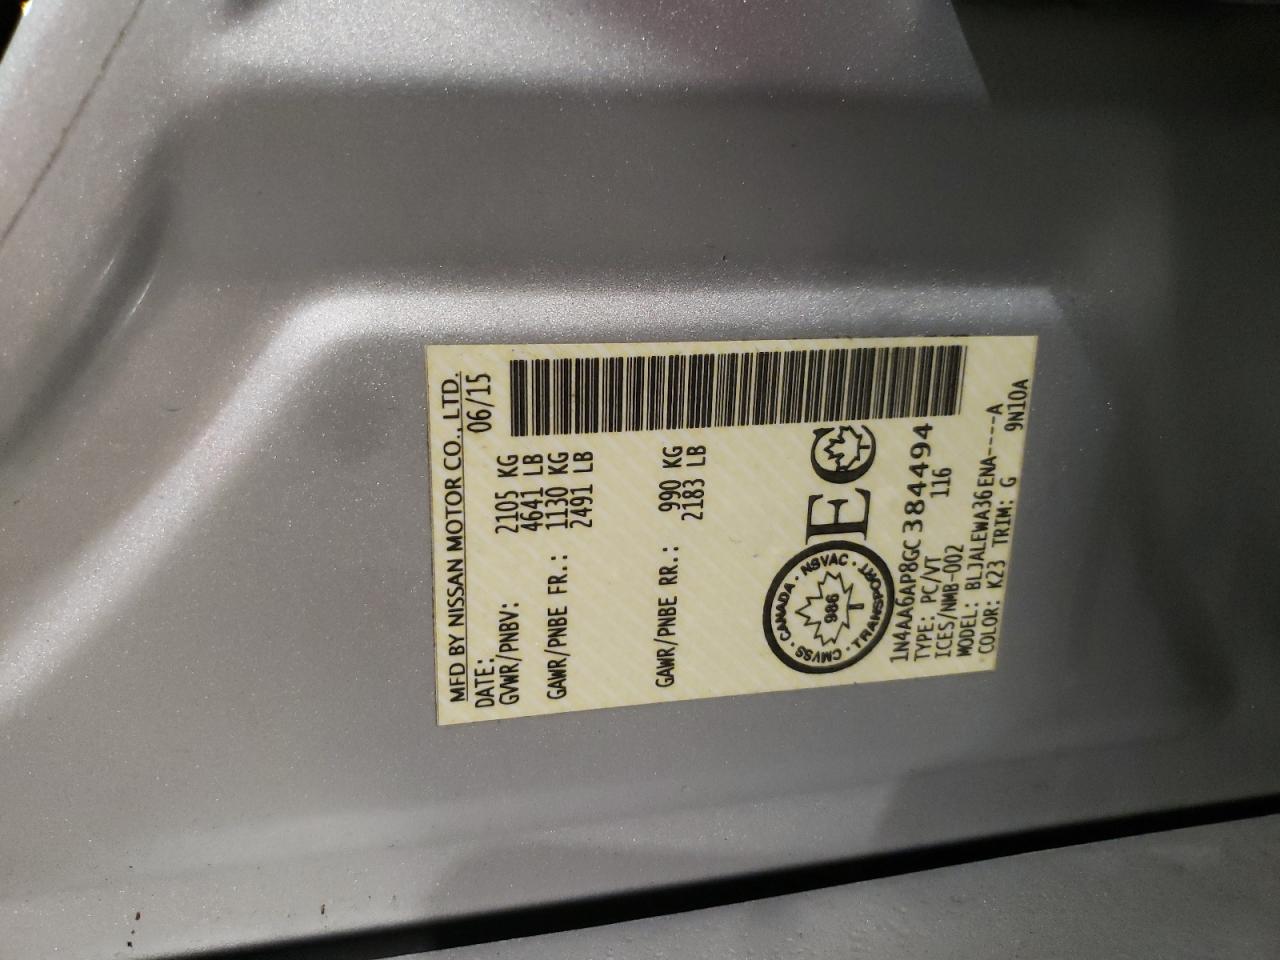 MFD BY NISSAN MOTOR CO., LTD.
DATE: 06/15
GVWR/PNBV: 2105 KG
4641 LB
GAWR/PNBE FR.: 1130 KG
2491 LB
GAWR/PNBE RR.: 990 KG
2183 LB
CANADA · NSVAC · TRANSPORT · CMVSS ·
986
EC
1N4AA6AP8GC384494
TYPE: PC/VT 116
ICES/NMB-002
MODEL: BLJALEWA36ENA----A
COLOR: K23 TRIM: G 9N10A